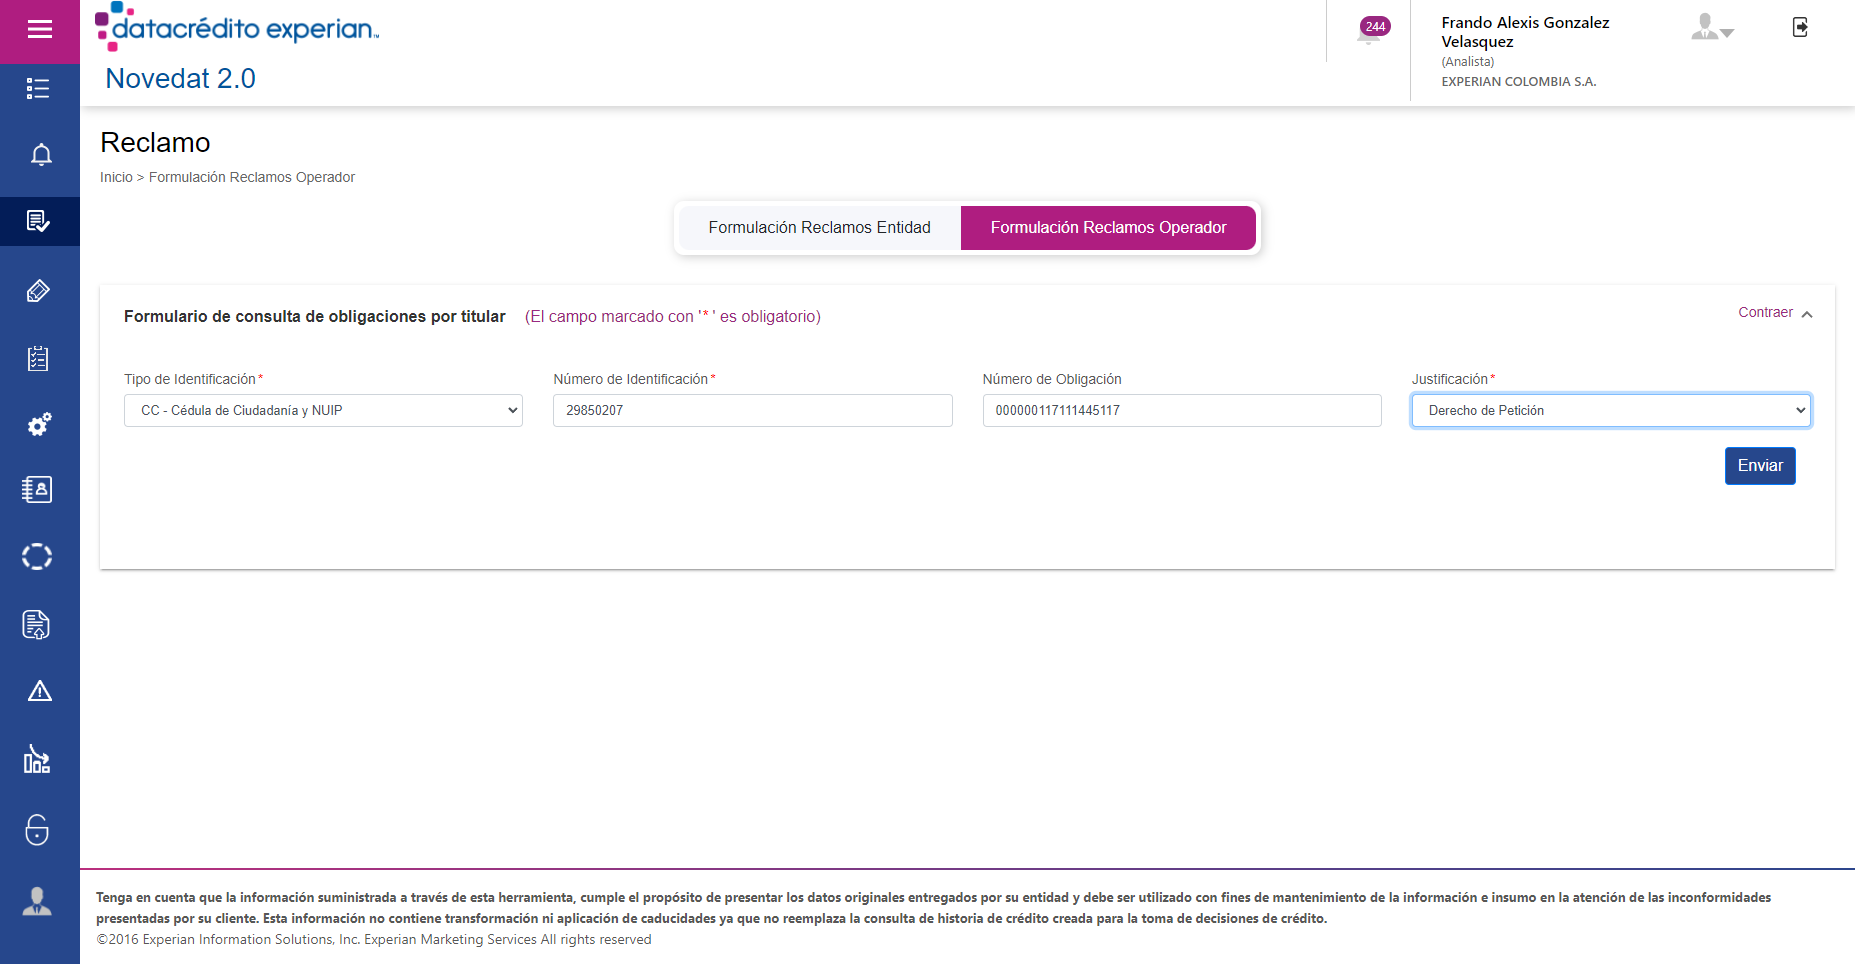 datacrédito experian™
Novedat 2.0
244
Frando Alexis Gonzalez
Velasquez
(Analista)
EXPERIAN COLOMBIA S.A.
Reclamo
Inicio > Formulación Reclamos Operador
Formulación Reclamos Entidad
Formulación Reclamos Operador
Formulario de consulta de obligaciones por titular (El campo marcado con '*' es obligatorio)
Contraer
Tipo de Identificación* Número de Identificación* Número de Obligación Justificación*
CC - Cédula de Ciudadanía y NUIP 29850207 000000117111445117 Derecho de Petición
Enviar
Tenga en cuenta que la información suministrada a través de esta herramienta, cumple el propósito de presentar los datos originales entregados por su entidad y debe ser utilizado con fines de mantenimiento de la información e insumo en la atención de las inconformidades
presentadas por su cliente. Esta información no contiene transformación ni aplicación de caducidades ya que no reemplaza la consulta de historia de crédito creada para la toma de decisiones de crédito.
©2016 Experian Information Solutions, Inc. Experian Marketing Services All rights reserved